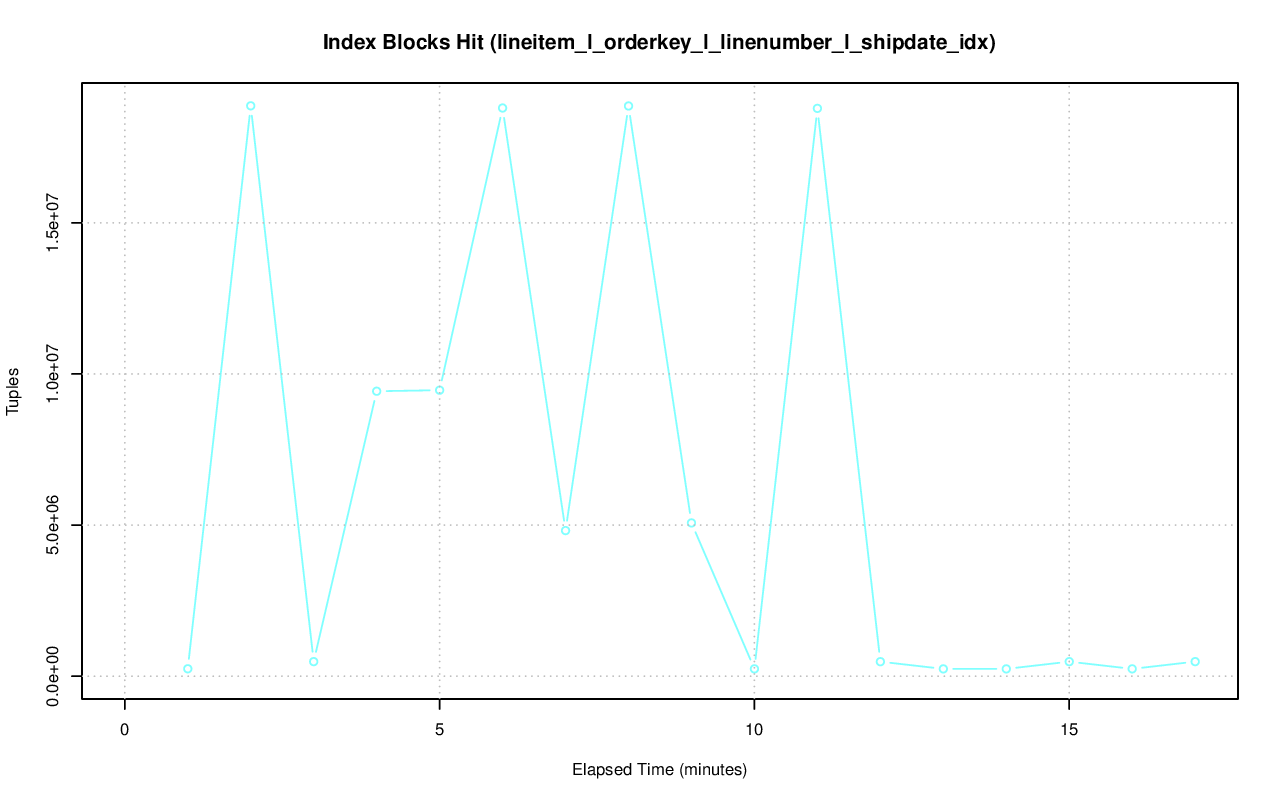 Index Blocks Hit (lineitem_l_orderkey_l_linenumber_l_shipdate_idx)
Tuples
1.5e+07
1.0e+07
5.0e+06
0.0e+00
0 5 10 15
Elapsed Time (minutes)